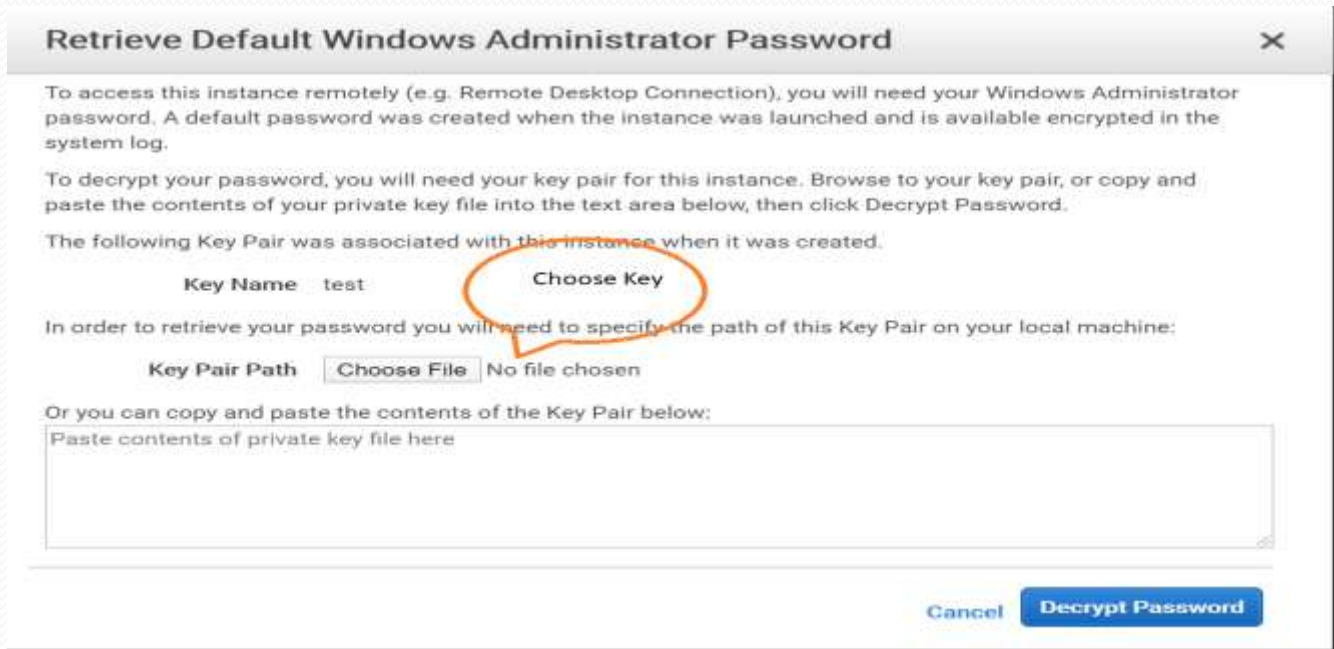 Retrieve Default Windows Administrator Password ×
To access this instance remotely (e.g. Remote Desktop Connection), you will need your Windows Administrator
password. A default password was created when the instance was launched and is available encrypted in the
system log.
To decrypt your password, you will need your key pair for this instance. Browse to your key pair, or copy and
paste the contents of your private key file into the text area below, then click Decrypt Password.
The following Key Pair was associated with this instance when it was created.
Key Name test
Choose Key
In order to retrieve your password you will need to specify the path of this Key Pair on your local machine:
Key Pair Path Choose File No file chosen
Or you can copy and paste the contents of the Key Pair below:
Paste contents of private key file here
Cancel Decrypt Password